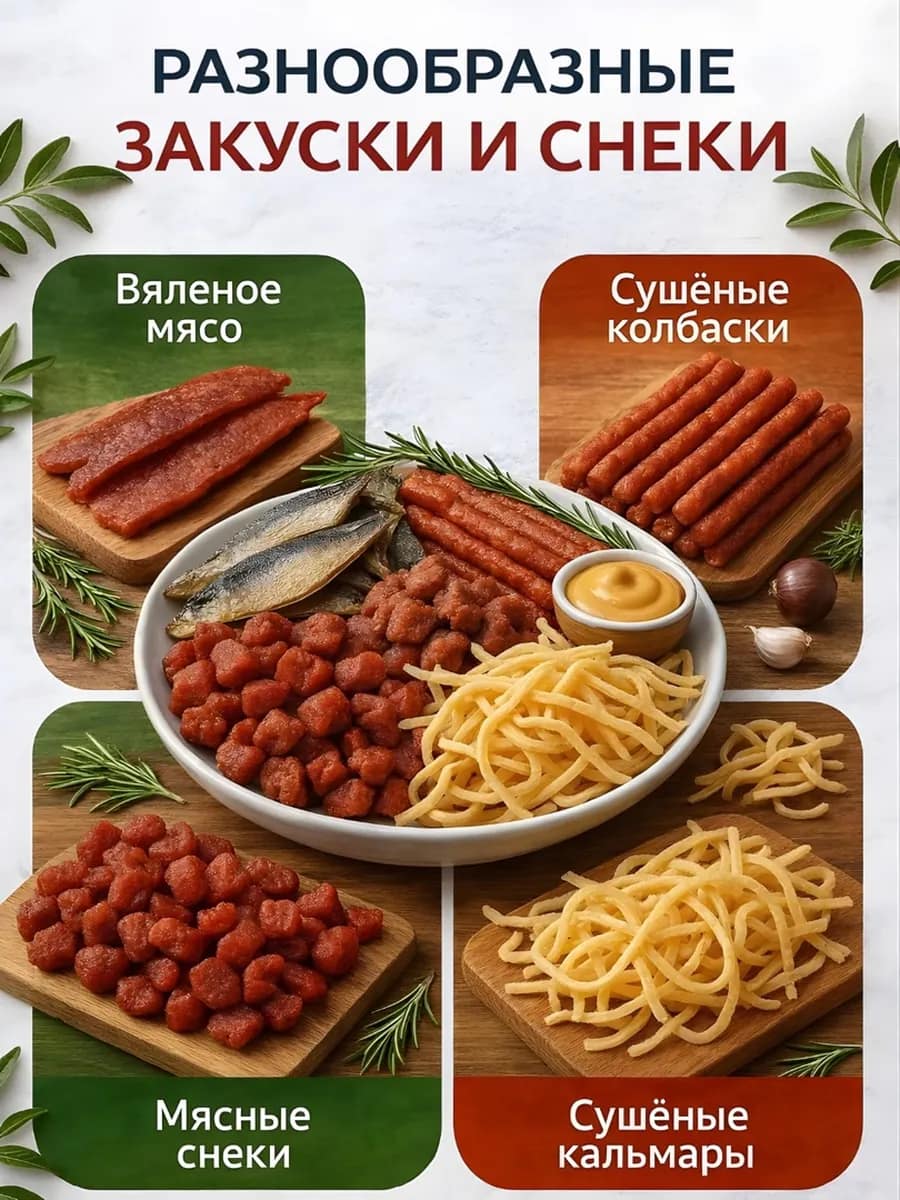 РАЗНООБРАЗНЫЕ
ЗАКУСКИ И СНЕКИ
Вяленое
мясо
Сушёные
колбаски
Мясные
снеки
Сушёные
кальмары